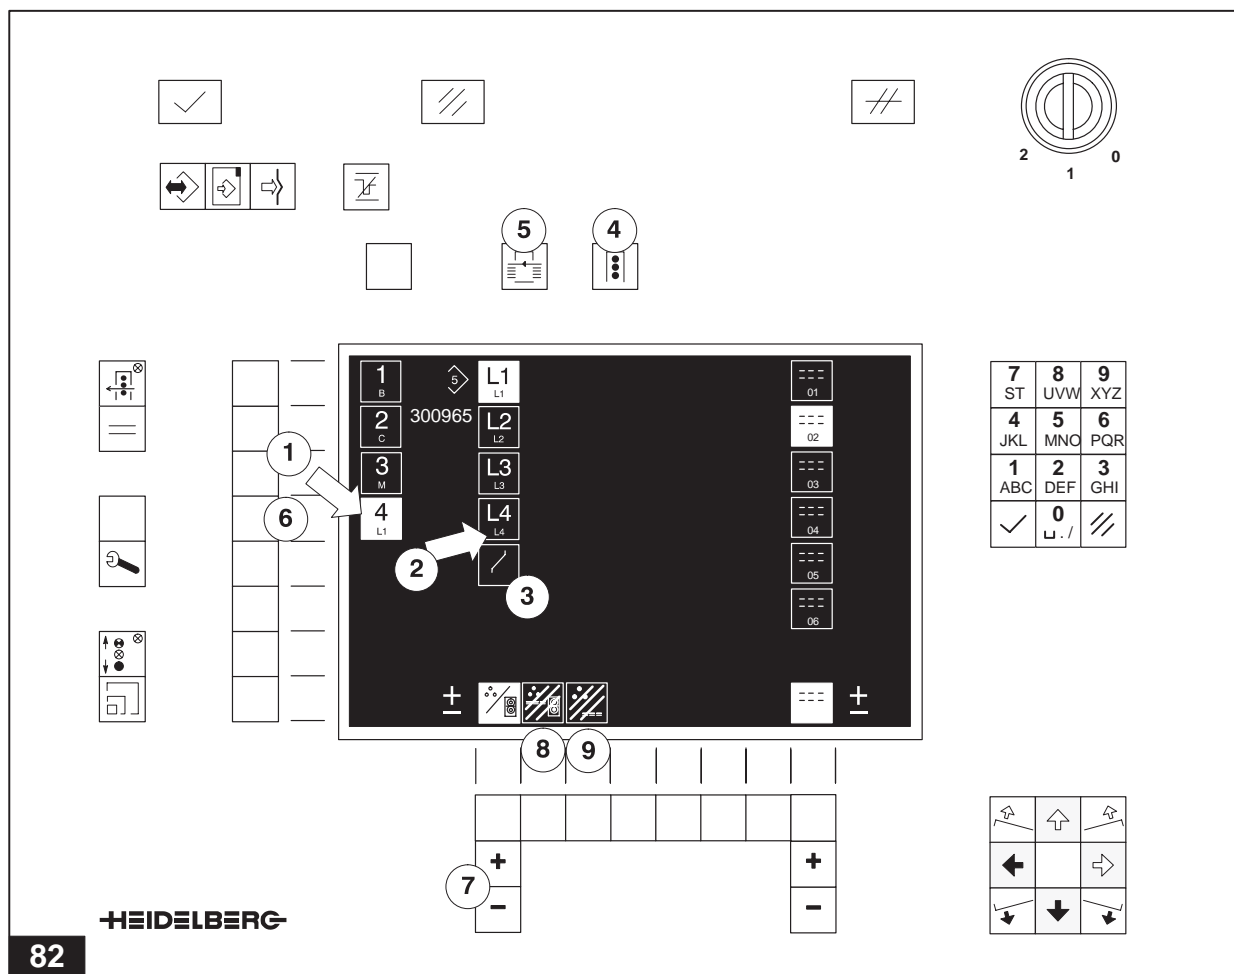 2 0
1
5 4
1 B
5
L1 L1
01
7 ST 8 UVW 9 XYZ
2 C
300965
L2 L2
02
4 JKL 5 MNO 6 PQR
1
3 M
L3 L3
03
1 ABC 2 DEF 3 GHI
6
4 L1
L4 L4
04
0 ␣ . /
2
05
3
06
± ±
8 9
+ +
7
- -
HEIDELBERG
82